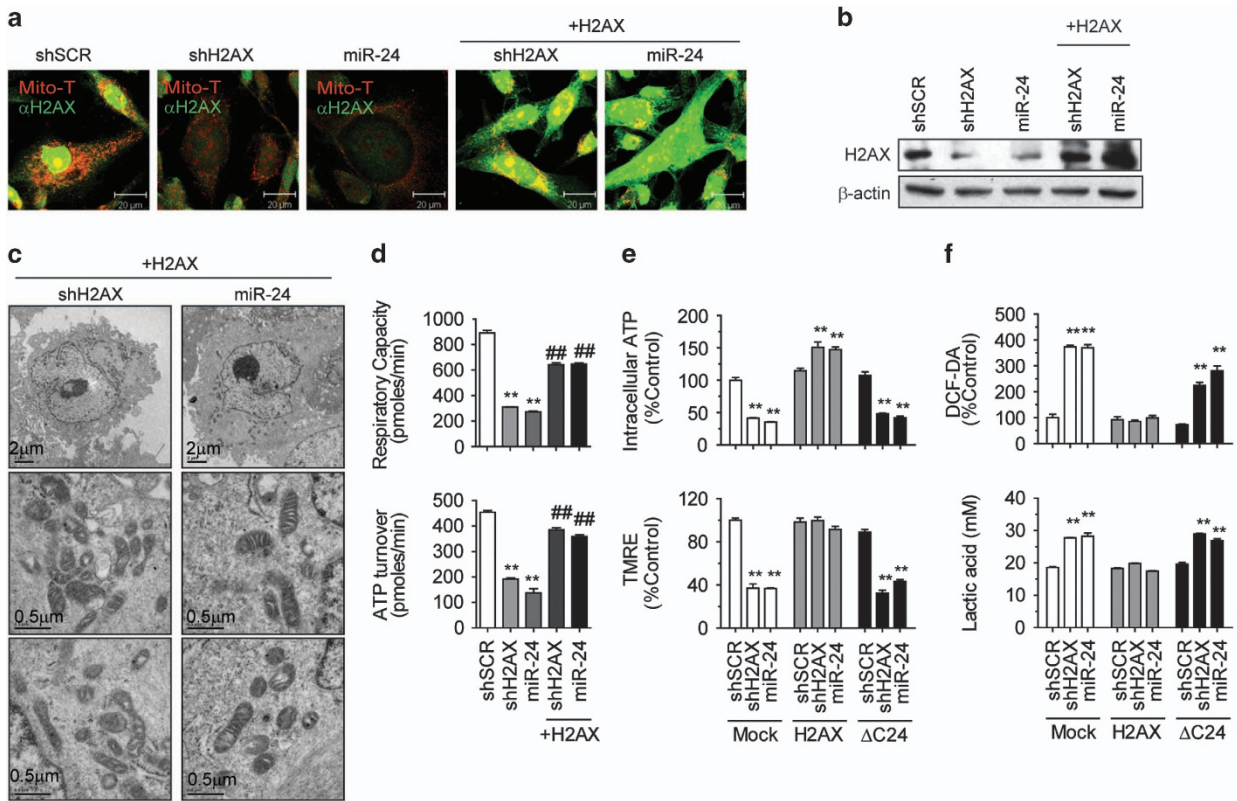 a
+H2AX
shSCR shH2AX miR-24 shH2AX miR-24
Mito-T Mito-T Mito-T
αH2AX αH2AX αH2AX
20 µm 20 µm 20 µm 20 µm 20 µm
b
+H2AX
shSCR shH2AX miR-24 shH2AX miR-24
H2AX
β-actin
c
+H2AX
shH2AX miR-24
2µm 2µm
0.5µm 0.5µm
0.5µm 0.5µm
d
Respiratory Capacity
(pmoles/min)
1000
800
600
400
200
0
** ** ## ##
ATP turnover
(pmoles/min)
500
400
300
200
100
0
** ** ## ##
shSCR shH2AX miR-24 shH2AX miR-24
+H2AX
e
Intracellular ATP
(%Control)
200
150
100
50
0
** ** ** ** ** **
TMRE
(%Control)
120
80
40
0
** ** ** **
shSCR shH2AX miR-24 shSCR shH2AX miR-24 shSCR shH2AX miR-24
Mock H2AX ΔC24
f
DCF-DA
(%Control)
500
400
300
200
100
0
** ** ** **
Lactic acid (mM)
40
30
20
10
0
** ** ** **
shSCR shH2AX miR-24 shSCR shH2AX miR-24 shSCR shH2AX miR-24
Mock H2AX ΔC24